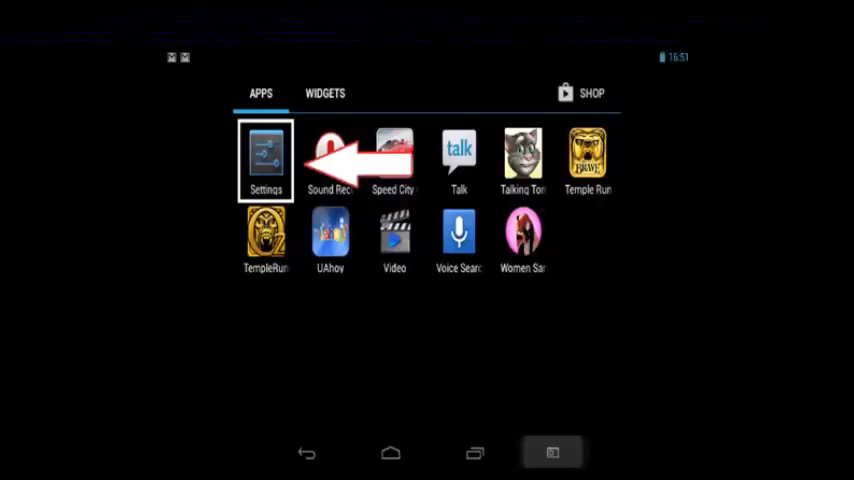 16:51
APPS WIDGETS SHOP
Settings Sound Rec Speed City Talk Talking Tom Temple Run
talk
BRAVE
TempleRun UAhoy Video Voice Searc Women Sar